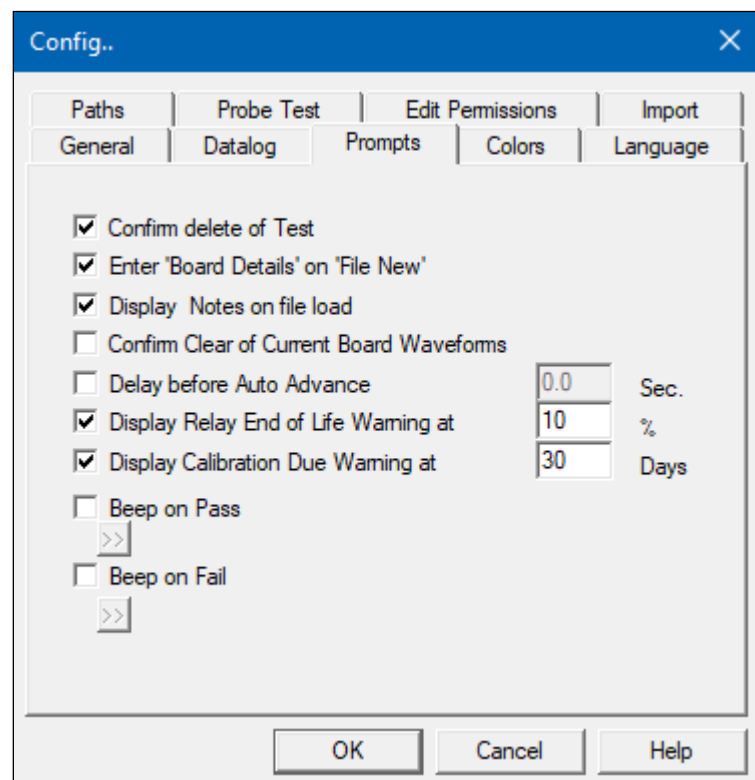 Config..
Paths Probe Test Edit Permissions Import
General Datalog Prompts Colors Language
Confirm delete of Test
Enter 'Board Details' on 'File New'
Display Notes on file load
Confirm Clear of Current Board Waveforms
Delay before Auto Advance 0.0 Sec.
Display Relay End of Life Warning at 10 %
Display Calibration Due Warning at 30 Days
Beep on Pass
>>
Beep on Fail
>>
OK Cancel Help